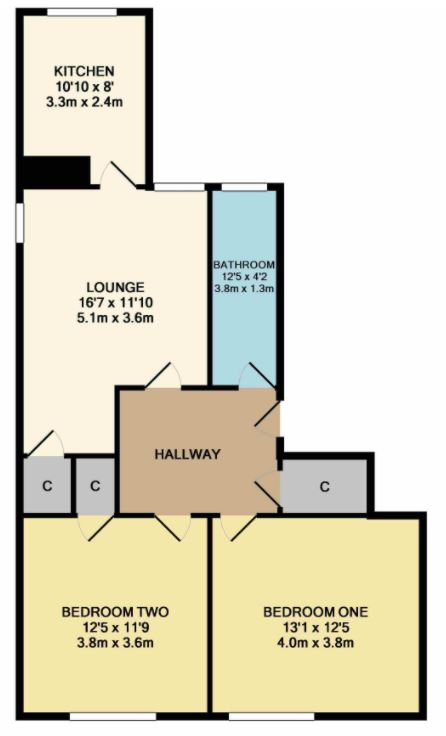 KITCHEN
10'10 x 8'
3.3m x 2.4m
BATHROOM
12'5 x 4'2
3.8m x 1.3m
LOUNGE
16'7 x 11'10
5.1m x 3.6m
HALLWAY
C
C
C
BEDROOM TWO
12'5 x 11'9
3.8m x 3.6m
BEDROOM ONE
13'1 x 12'5
4.0m x 3.8m